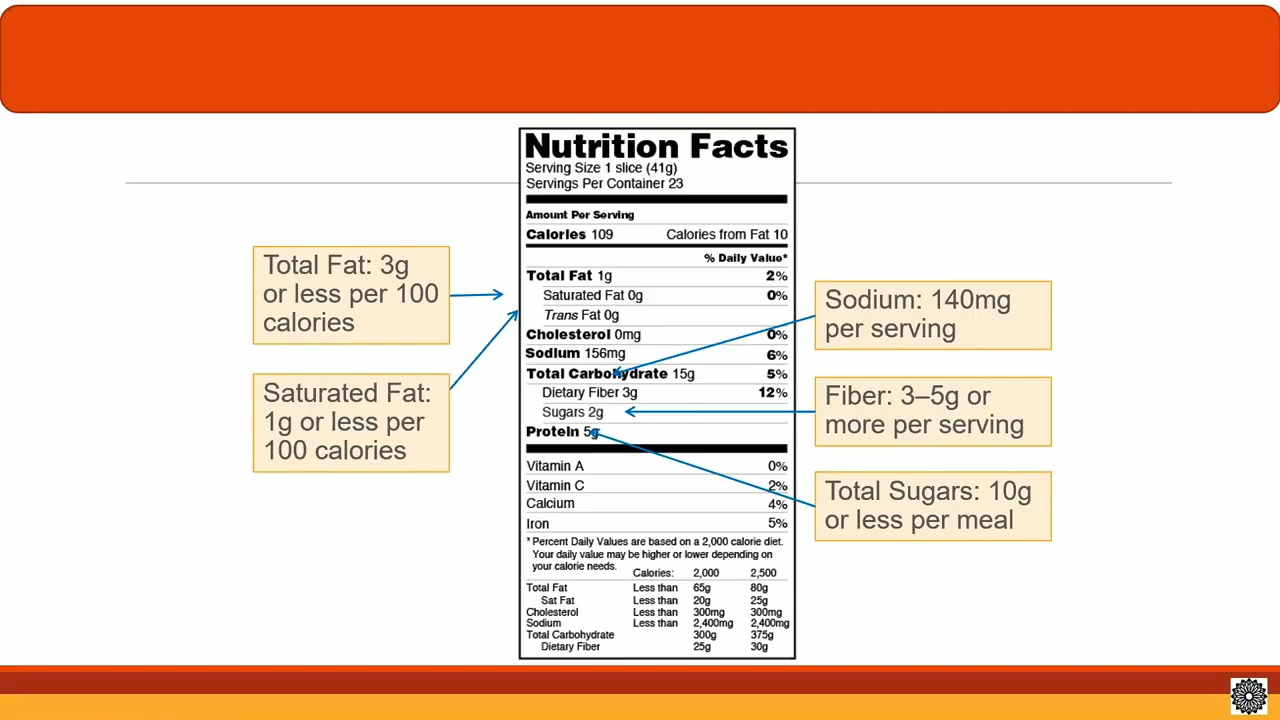 Nutrition Facts
Serving Size 1 slice (41g)
Servings Per Container 23
Amount Per Serving
Calories 109 Calories from Fat 10
% Daily Value*
Total Fat 1g 2%
Saturated Fat 0g 0%
Trans Fat 0g
Cholesterol 0mg 0%
Sodium 156mg 6%
Total Carbohydrate 15g 5%
Dietary Fiber 3g 12%
Sugars 2g
Protein 5g
Vitamin A 0%
Vitamin C 2%
Calcium 4%
Iron 5%
* Percent Daily Values are based on a 2,000 calorie diet.
Your daily value may be higher or lower depending on
your calorie needs.
Calories: 2,000 2,500
Total Fat Less than 65g 80g
Sat Fat Less than 20g 25g
Cholesterol Less than 300mg 300mg
Sodium Less than 2,400mg 2,400mg
Total Carbohydrate 300g 375g
Dietary Fiber 25g 30g
Total Fat: 3g
or less per 100
calories
Saturated Fat:
1g or less per
100 calories
Sodium: 140mg
per serving
Fiber: 3–5g or
more per serving
Total Sugars: 10g
or less per meal